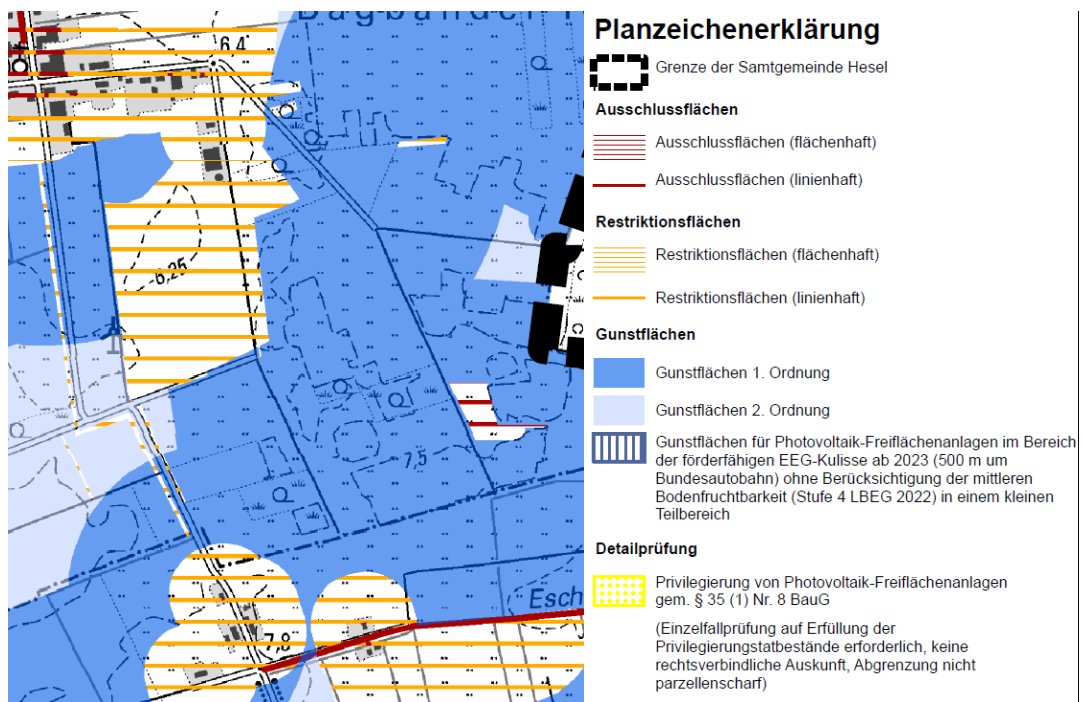 Bagbander
6,4
6,25
7,5
Esch
7,8
Planzeichenerklärung
Grenze der Samtgemeinde Hesel
Ausschlussflächen
Ausschlussflächen (flächenhaft)
Ausschlussflächen (linienhaft)
Restriktionsflächen
Restriktionsflächen (flächenhaft)
Restriktionsflächen (linienhaft)
Gunstflächen
Gunstflächen 1. Ordnung
Gunstflächen 2. Ordnung
Gunstflächen für Photovoltaik-Freiflächenanlagen im Bereich
der förderfähigen EEG-Kulisse ab 2023 (500 m um
Bundesautobahn) ohne Berücksichtigung der mittleren
Bodenfruchtbarkeit (Stufe 4 LBEG 2022) in einem kleinen
Teilbereich
Detailprüfung
Privilegierung von Photovoltaik-Freiflächenanlagen
gem. § 35 (1) Nr. 8 BauG
(Einzelfallprüfung auf Erfüllung der
Privilegierungstatbestände erforderlich, keine
rechtsverbindliche Auskunft, Abgrenzung nicht
parzellenscharf)